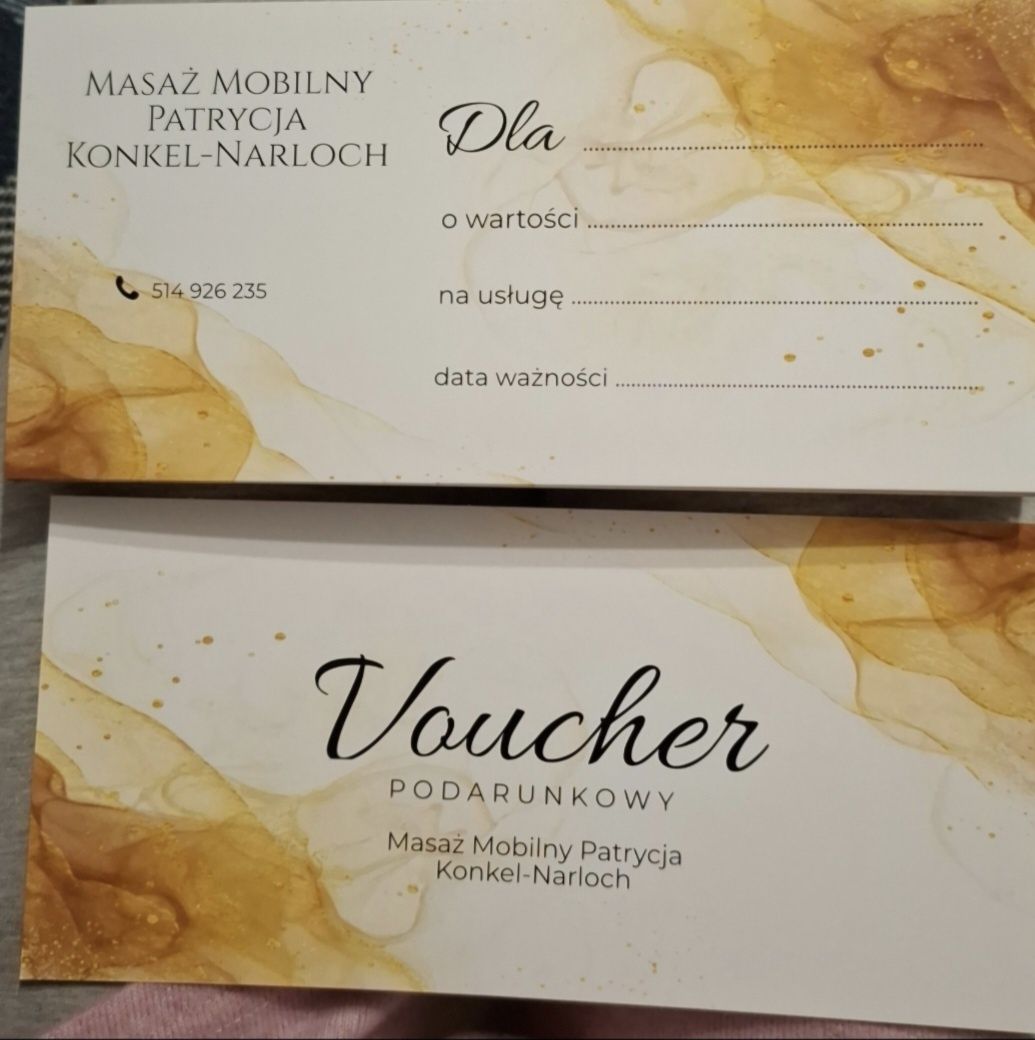 MASAŻ MOBILNY
PATRYCJA
KONKEL-NARLOCH
514 926 235
Dla ........................................
o wartości ........................................
na usługę ........................................
data ważności ........................................
Voucher
PODARUNKOWY
Masaż Mobilny Patrycja
Konkel-Narloch